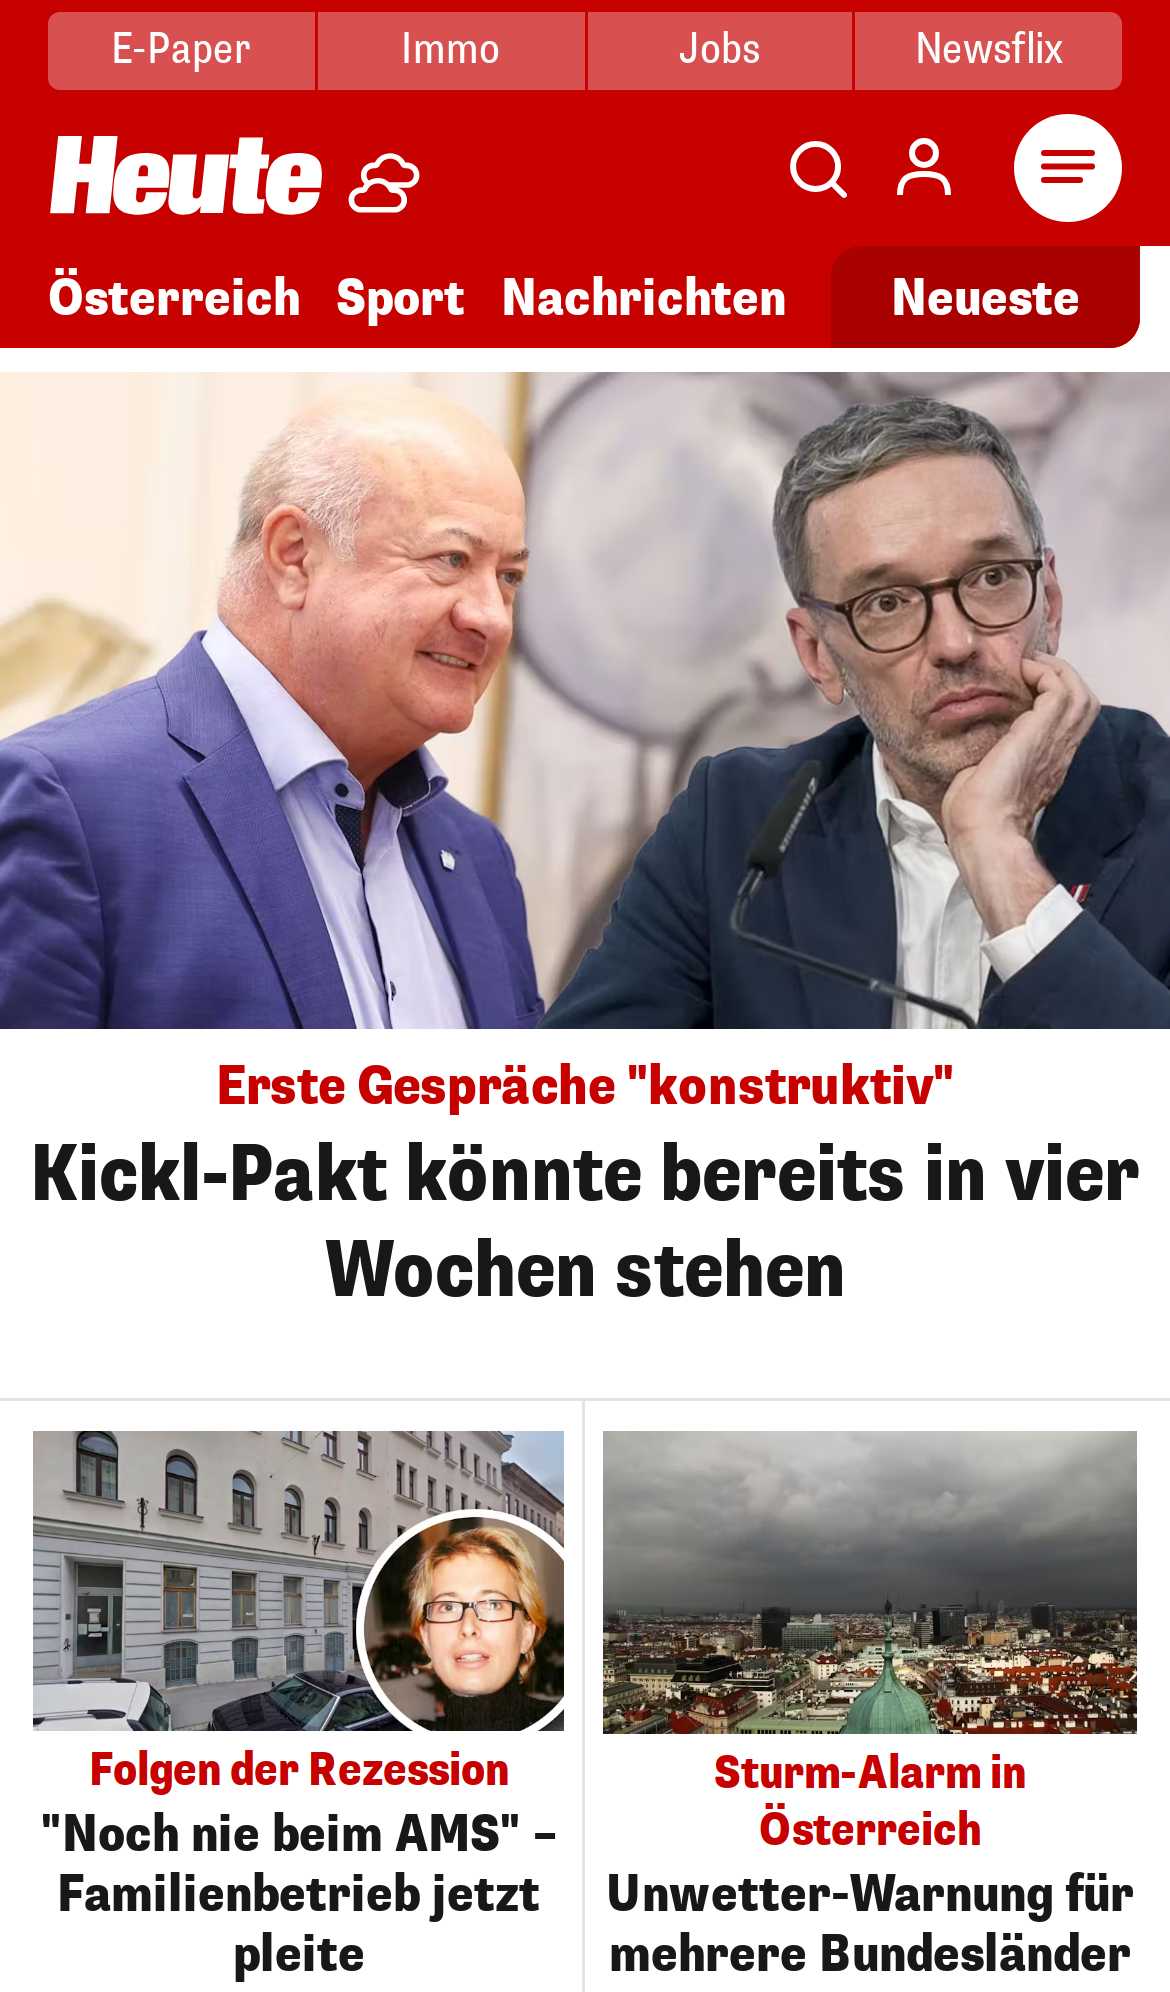 E-Paper
Immo
Jobs
Newsflix
Heute
Österreich
Sport
Nachrichten
Neueste
Erste Gespräche "konstruktiv"
Kickl-Pakt könnte bereits in vier
Wochen stehen
Folgen der Rezession
"Noch nie beim AMS" –
Familienbetrieb jetzt
pleite
Sturm-Alarm in
Österreich
Unwetter-Warnung für
mehrere Bundesländer